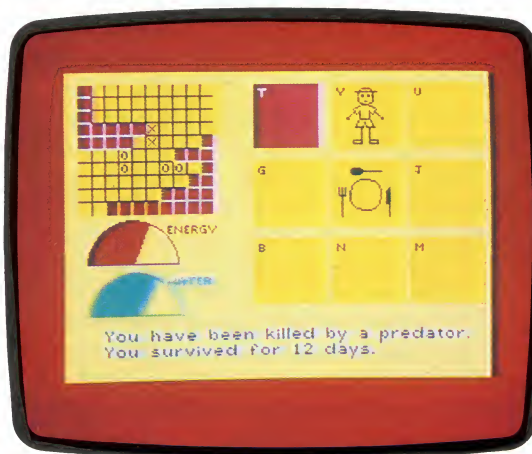 T Y U
ENERGY
G J
WATER
B N M
You have been killed by a predator.
You survived for 12 days.